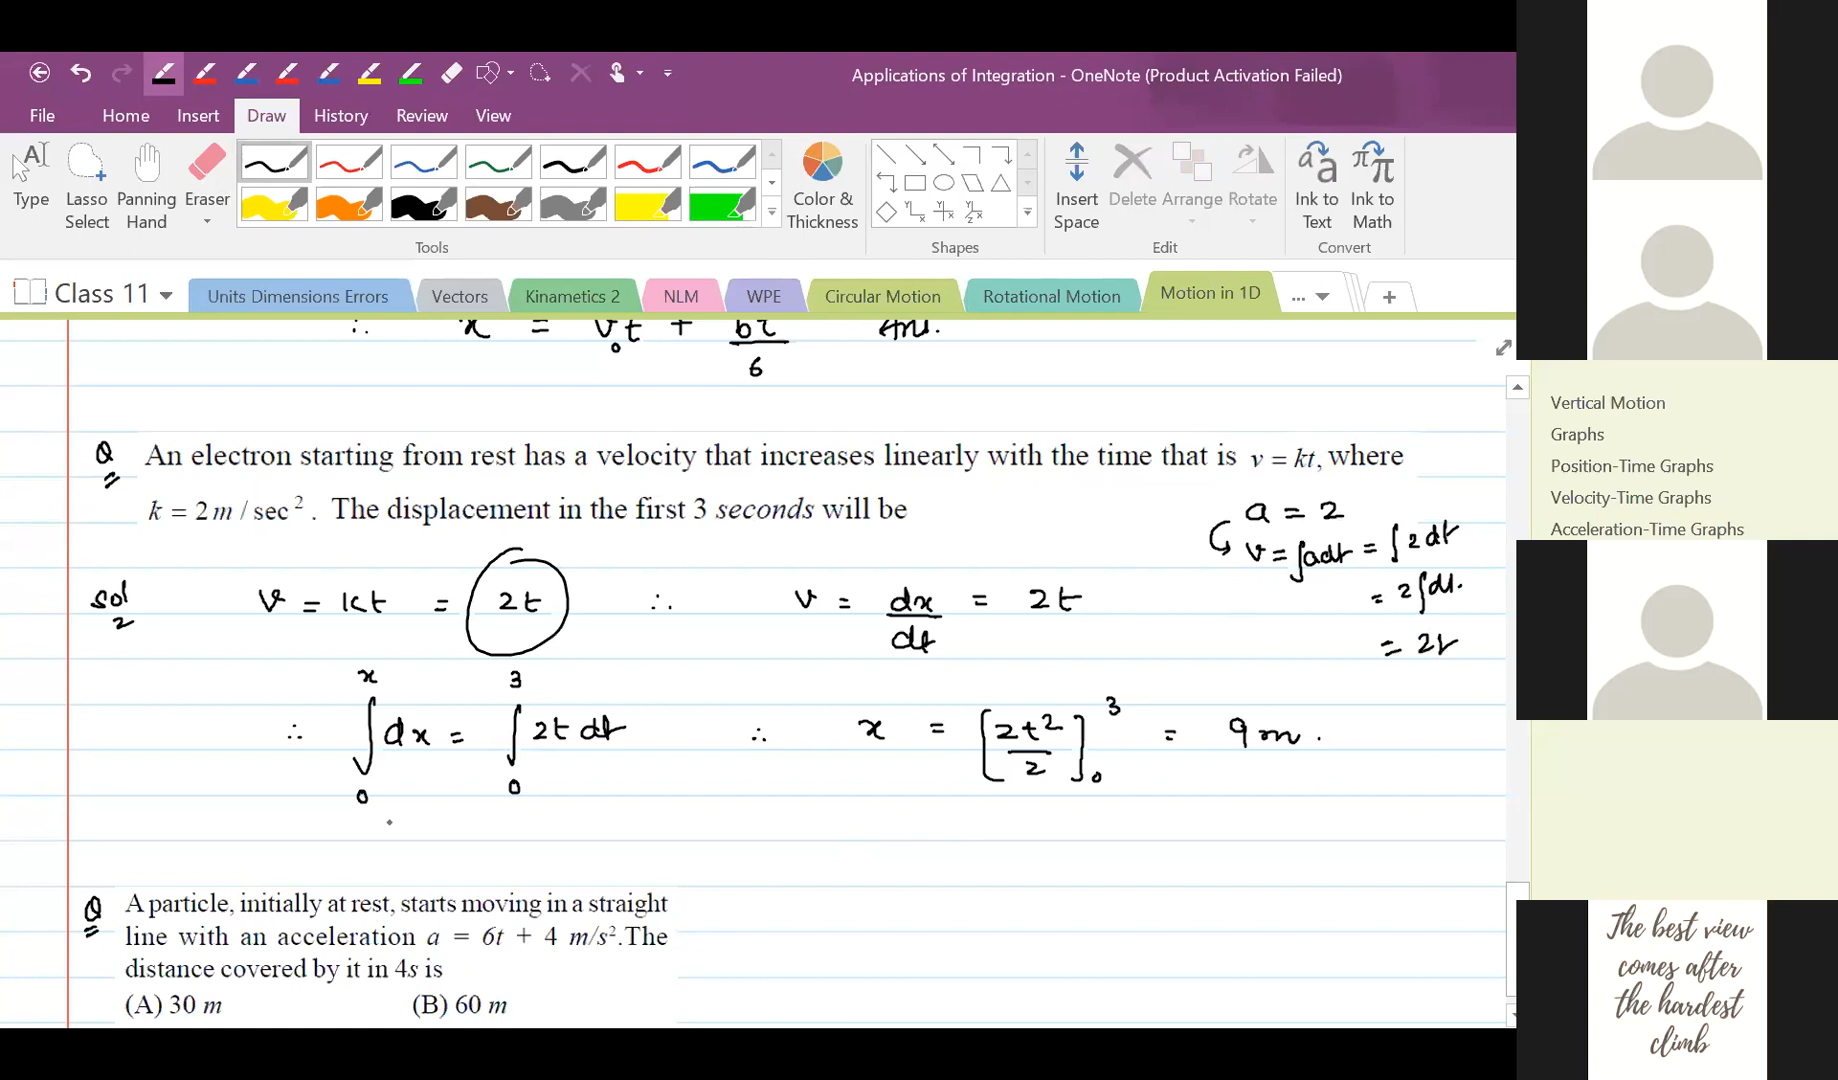 Applications of Integration - OneNote (Product Activation Failed)
File Home Insert Draw History Review View
Type Lasso Select Panning Hand Eraser Color & Thickness Insert Space Delete Arrange Rotate Ink to Text Ink to Math
Tools Shapes Edit Convert
Class 11 Units Dimensions Errors Vectors Kinametics 2 NLM WPE Circular Motion Rotational Motion Motion in 1D ... +
∴ x = v₀t + bt/6 Ans.
Vertical Motion
Graphs
Position-Time Graphs
Velocity-Time Graphs
Acceleration-Time Graphs
Q An electron starting from rest has a velocity that increases linearly with the time that is v = kt, where
k = 2 m / sec². The displacement in the first 3 seconds will be
a = 2
v = ∫adt = ∫2dt
= 2∫dt.
= 2t
Sol v = kt = 2t ∴ v = dx/dt = 2t
∴ ∫₀ˣ dx = ∫₀³ 2t dt ∴ x = [2t²/2]₀³ = 9m.
Q A particle, initially at rest, starts moving in a straight
line with an acceleration a = 6t + 4 m/s².The
distance covered by it in 4s is
(A) 30 m (B) 60 m
The best view
comes after
the hardest
climb